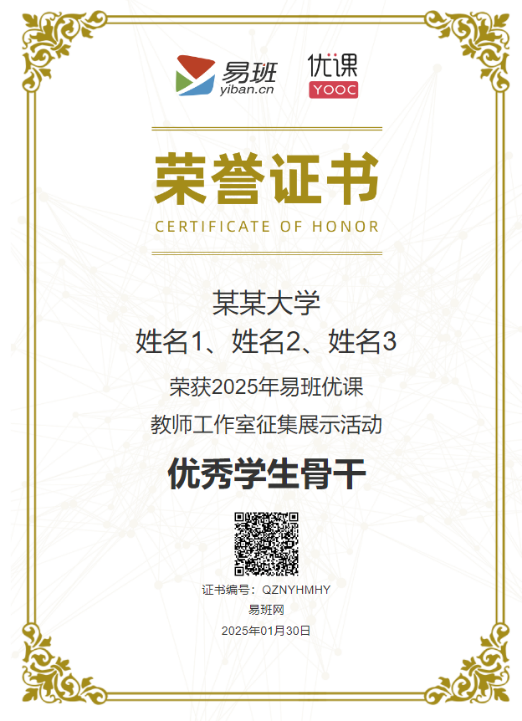 易班
yiban.cn
优课
YOOC
荣誉证书
CERTIFICATE OF HONOR
某某大学
姓名1、姓名2、姓名3
荣获2025年易班优课
教师工作室征集展示活动
优秀学生骨干
证书编号：QZNYHMHY
易班网
2025年01月30日